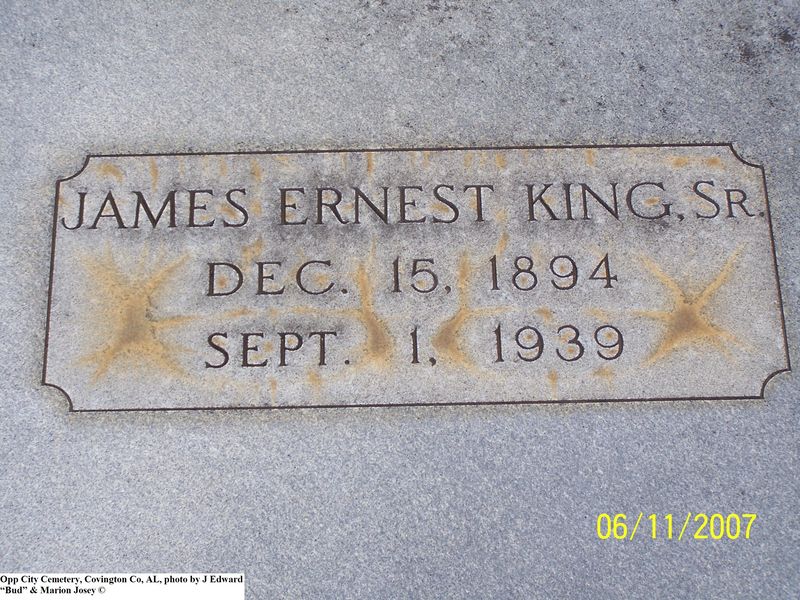 JAMES ERNEST KING, SR.
DEC. 15, 1894
SEPT. 1, 1939
06/11/2007
Opp City Cemetery, Covington Co, AL, photo by J Edward
“Bud” & Marion Josey ©